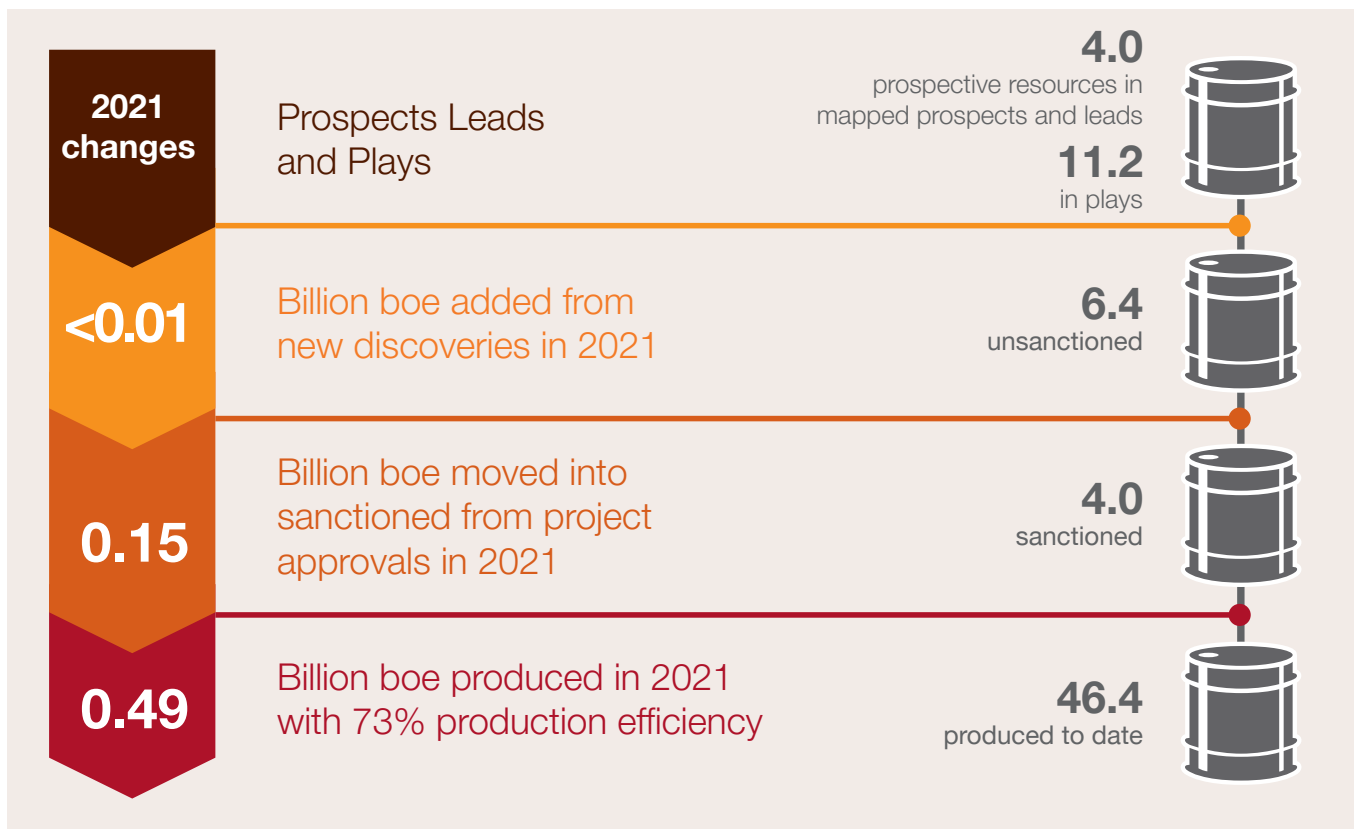 2021
changes
Prospects Leads
and Plays
4.0
prospective resources in
mapped prospects and leads
11.2
in plays
<0.01
Billion boe added from
new discoveries in 2021
6.4
unsanctioned
0.15
Billion boe moved into
sanctioned from project
approvals in 2021
4.0
sanctioned
0.49
Billion boe produced in 2021
with 73% production efficiency
46.4
produced to date